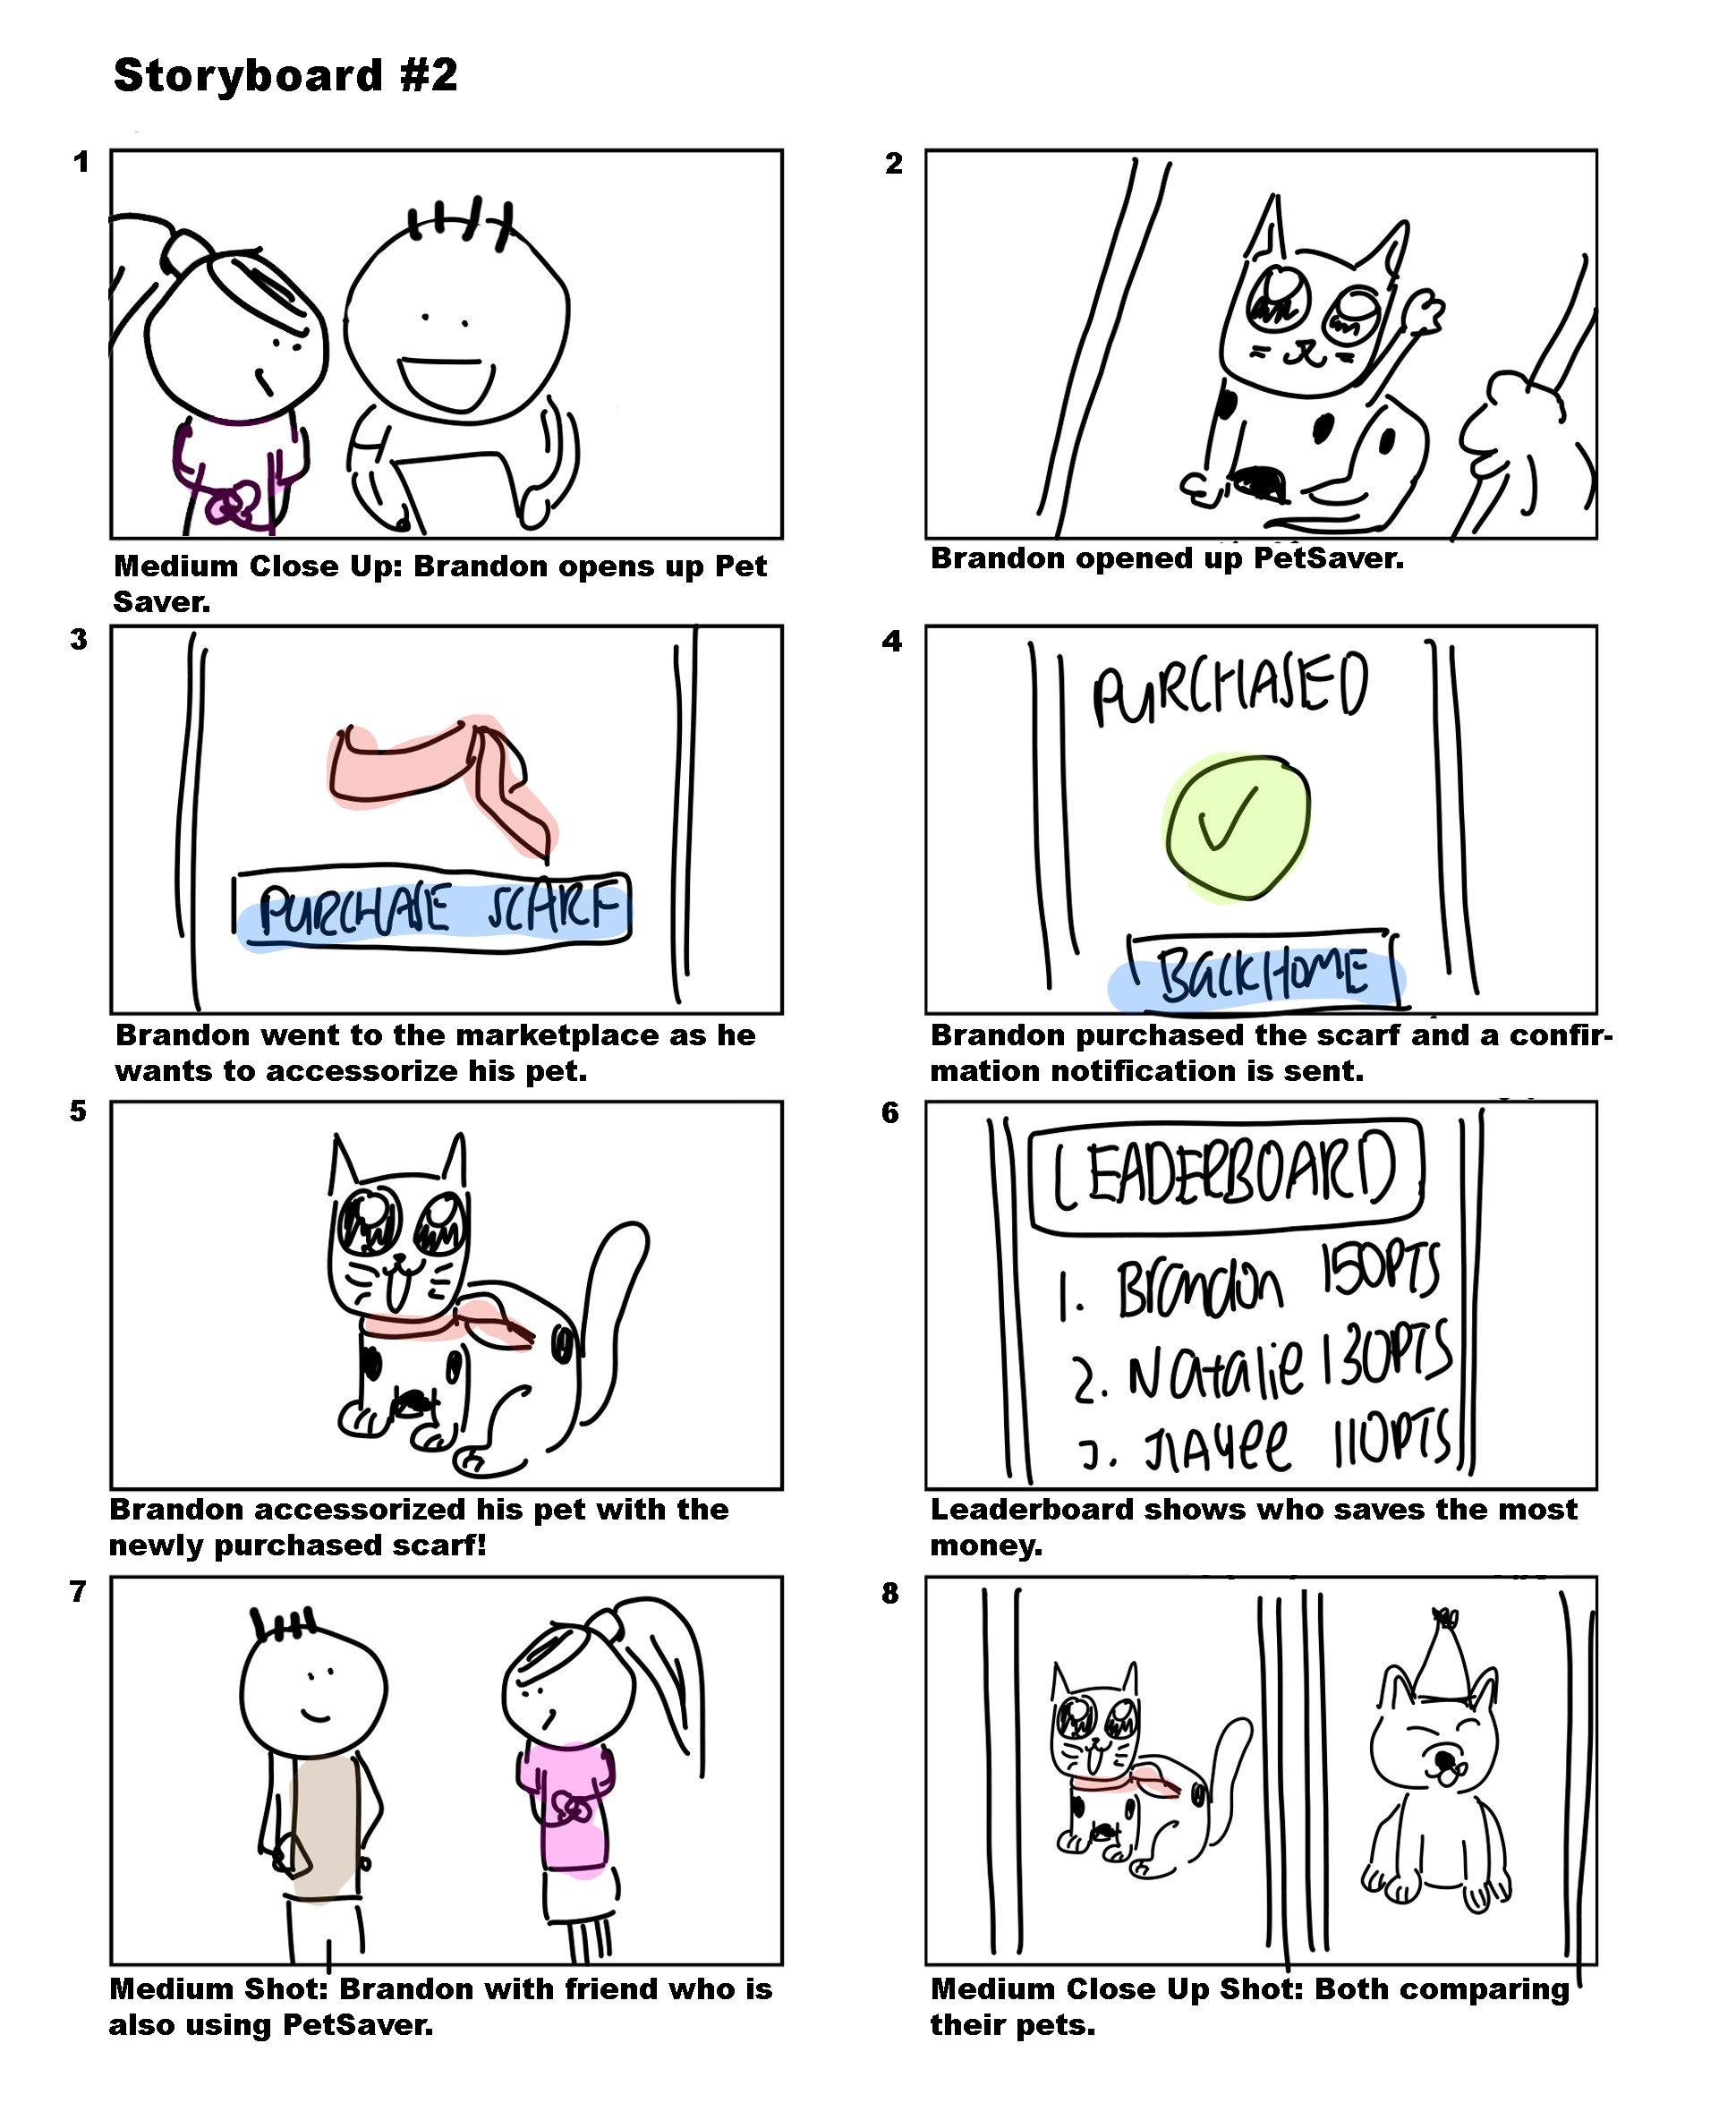 Storyboard #2
1
Medium Close Up: Brandon opens up Pet
Saver.
2
Brandon opened up PetSaver.
3
PURCHASE SCARF
Brandon went to the marketplace as he
wants to accessorize his pet.
4
PURCHASED
BACKHOME
Brandon purchased the scarf and a confir-
mation notification is sent.
5
Brandon accessorized his pet with the
newly purchased scarf!
6
LEADERBOARD
1. Brandon 150PTS
2. Natalie 130PTS
3. JIAYee 110PTS
Leaderboard shows who saves the most
money.
7
Medium Shot: Brandon with friend who is
also using PetSaver.
8
Medium Close Up Shot: Both comparing
their pets.